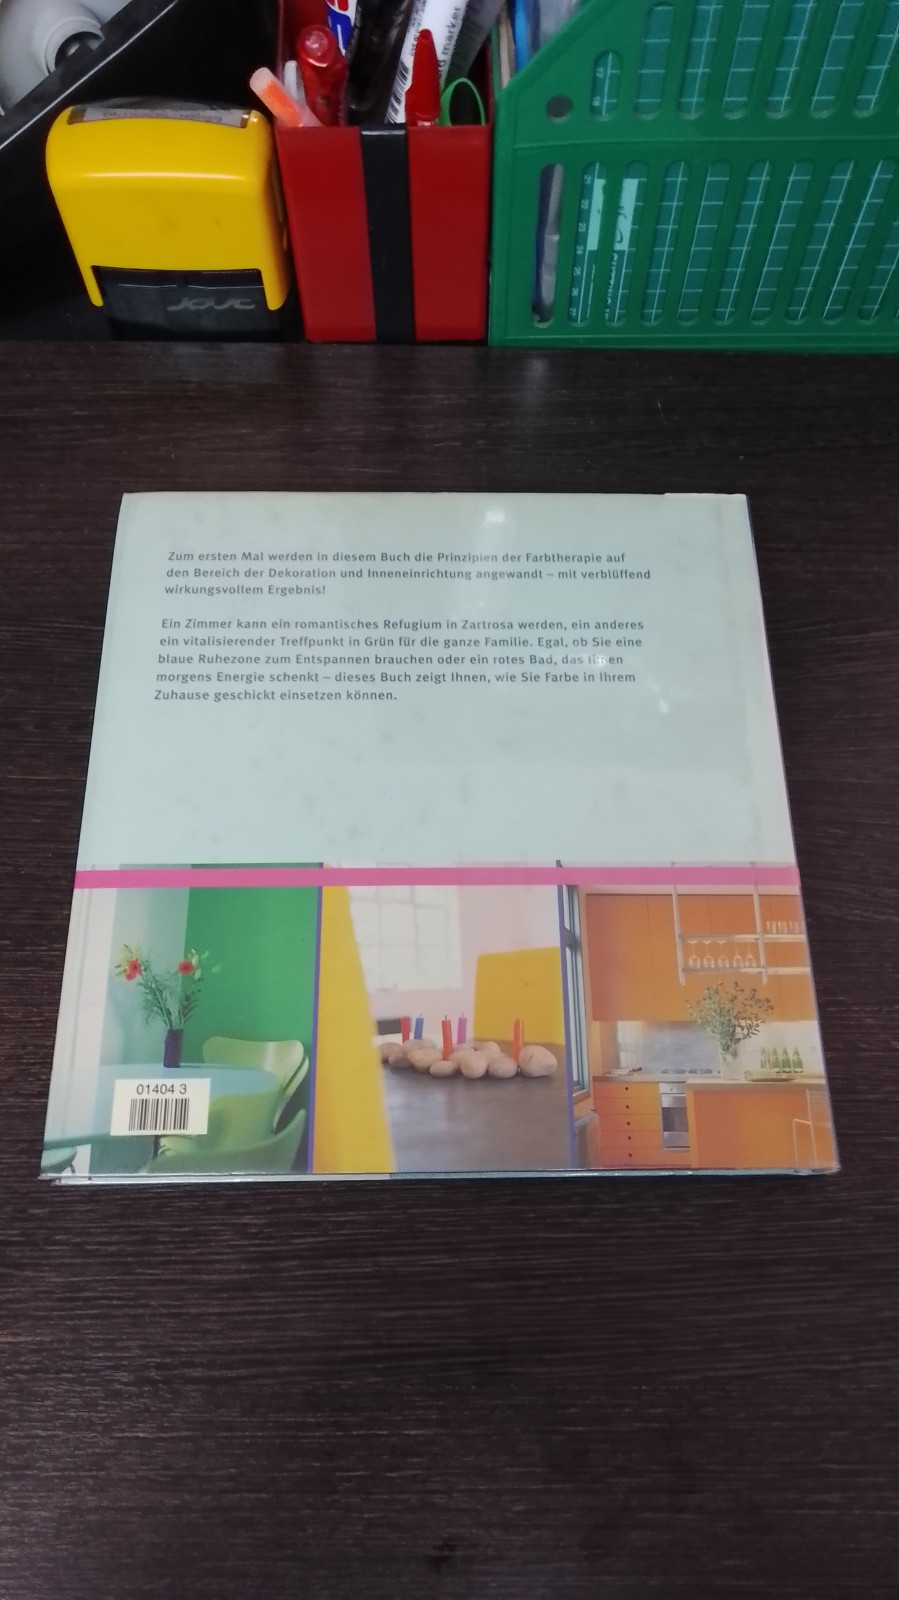 Zum ersten Mal werden in diesem Buch die Prinzipien der Farbtherapie auf
den Bereich der Dekoration und Inneneinrichtung angewandt – mit verblüffend
wirkungsvollem Ergebnis!
Ein Zimmer kann ein romantisches Refugium in Zartrosa werden, ein anderes
ein vitalisierender Treffpunkt in Grün für die ganze Familie. Egal, ob Sie eine
blaue Ruhezone zum Entspannen brauchen oder ein rotes Bad, das Ihnen
morgens Energie schenkt – dieses Buch zeigt Ihnen, wie Sie Farbe in Ihrem
Zuhause geschickt einsetzen können.
01404 3